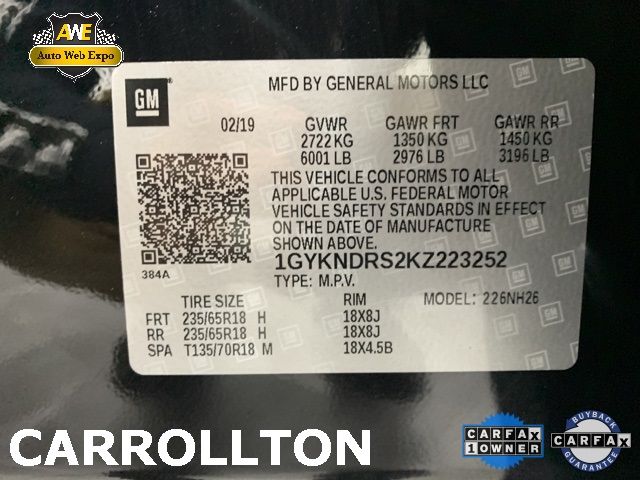 AWE
Auto Web Expo
GM
MFD BY GENERAL MOTORS LLC
02/19 GVWR GAWR FRT GAWR RR
2722 KG 1350 KG 1450 KG
6001 LB 2976 LB 3196 LB
THIS VEHICLE CONFORMS TO ALL
APPLICABLE U.S. FEDERAL MOTOR
VEHICLE SAFETY STANDARDS IN EFFECT
ON THE DATE OF MANUFACTURE
SHOWN ABOVE.
384A
1GYKNDRS2KZ223252
TYPE: M.P.V.
TIRE SIZE RIM MODEL: 226NH26
FRT 235/65R18 H 18X8J
RR 235/65R18 H 18X8J
SPA T135/70R18 M 18X4.5B
CARROLLTON
CARFAX
1 OWNER
BUYBACK
CARFAX
GUARANTEE